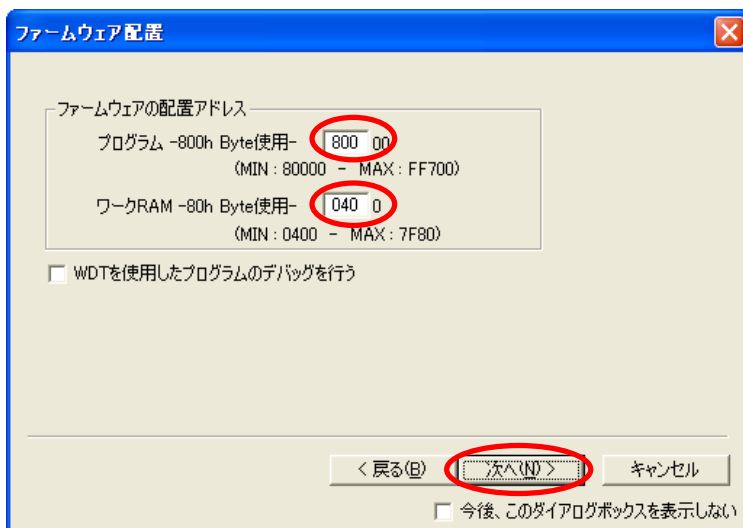 ファームウェア配置
ファームウェアの配置アドレス
プログラム -800h Byte使用- 800 00
(MIN : 80000 - MAX : FF700)
ワークRAM -80h Byte使用- 040 0
(MIN : 0400 - MAX : 7F80)
WDTを使用したプログラムのデバッグを行う
< 戻る(B) 次へ(N) > キャンセル
今後、このダイアログボックスを表示しない